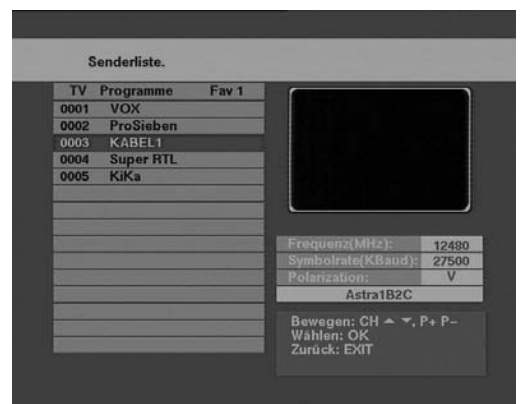 Senderliste.
TV Programme Fav 1
0001 VOX
0002 ProSieben
0003 KABEL1
0004 Super RTL
0005 KiKa
Frequenz(MHz): 12480
Symbolrate(KBaud): 27500
Polarization: V
Astra1B2C
Bewegen: CH ▲ ▼, P+ P–
Wählen: OK
Zurück: EXIT